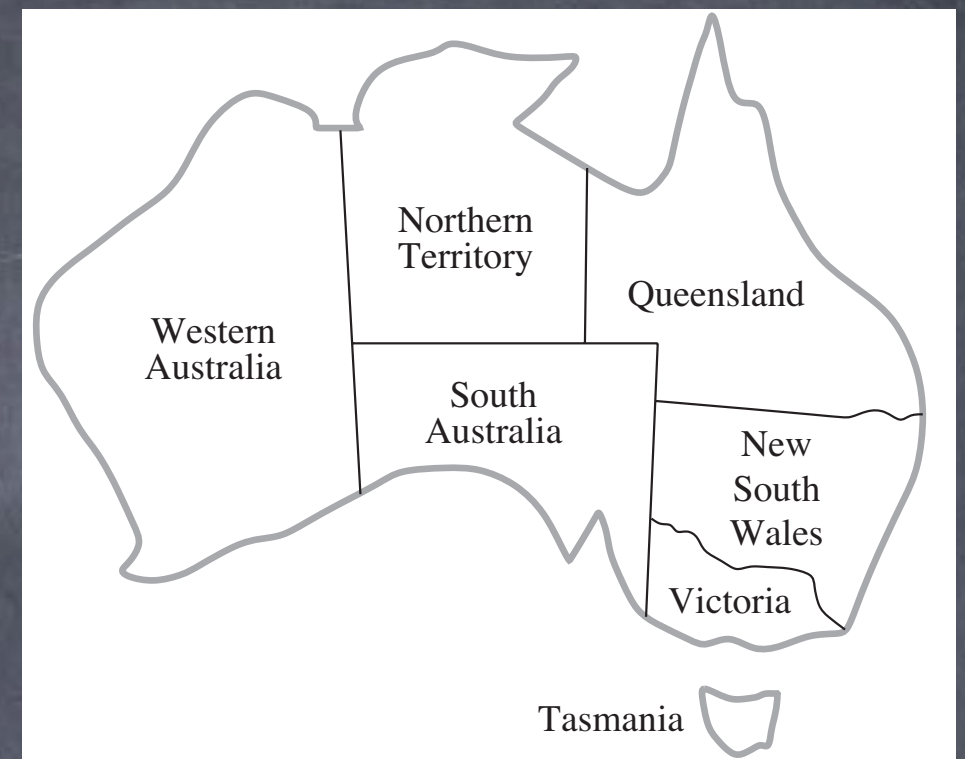 Northern
Territory
Queensland
Western
Australia
South
Australia
New
South
Wales
Victoria
Tasmania